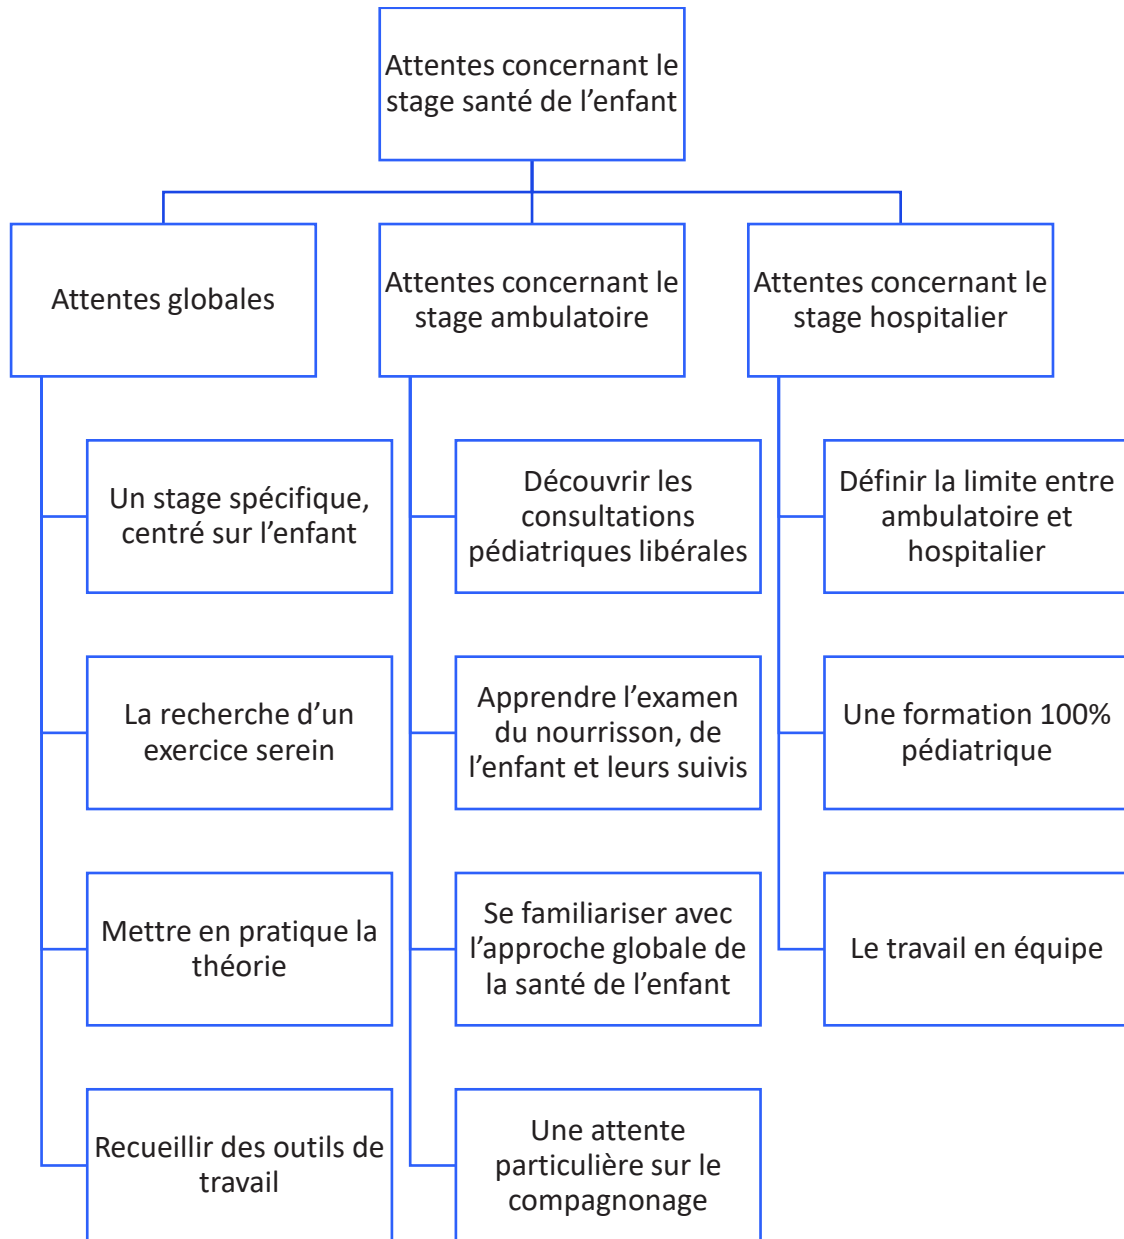 Attentes concernant le
stage santé de l’enfant
Attentes globales
Un stage spécifique,
centré sur l’enfant
La recherche d’un
exercice serein
Mettre en pratique la
théorie
Recueillir des outils de
travail
Attentes concernant le
stage ambulatoire
Découvrir les
consultations
pédiatriques libérales
Apprendre l’examen
du nourrisson, de
l’enfant et leurs suivis
Se familiariser avec
l’approche globale de
la santé de l’enfant
Une attente
particulière sur le
compagnonage
Attentes concernant le
stage hospitalier
Définir la limite entre
ambulatoire et
hospitalier
Une formation 100%
pédiatrique
Le travail en équipe